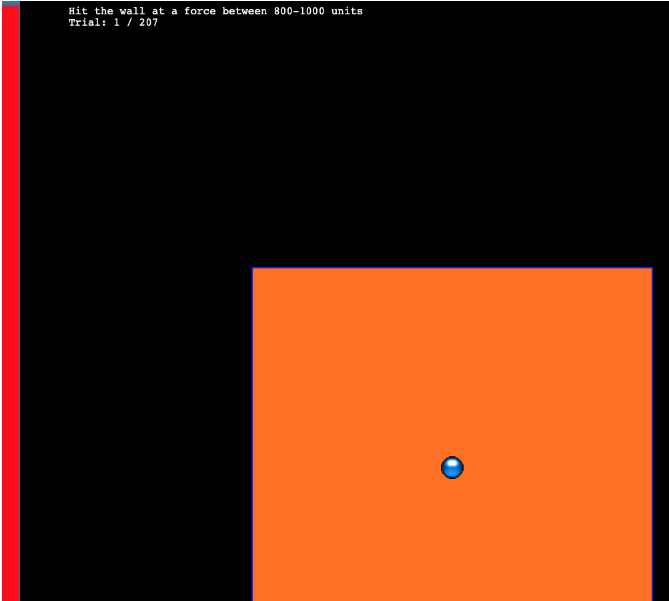 Hit the wall at a force between 800-1000 units
Trial: 1 / 207